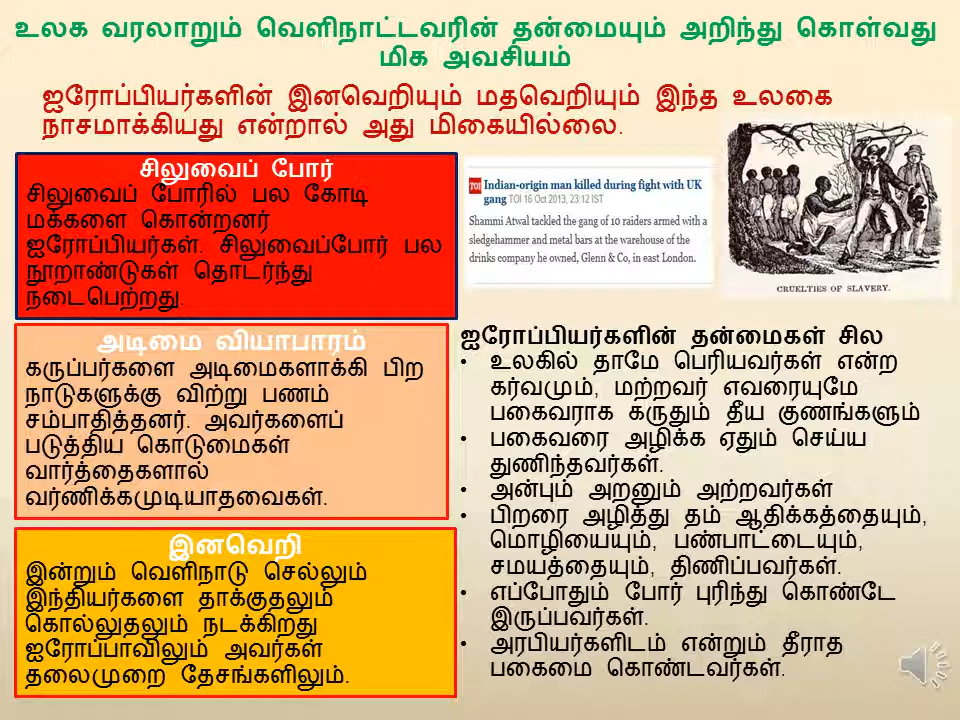 உலக வரலாறும் வெளிநாட்டவரின் தன்மையும் அறிந்து கொள்வது
மிக அவசியம்
ஐரோப்பியர்களின் இனவெறியும் மதவெறியும் இந்த உலகை
நாசமாக்கியது என்றால் அது மிகையில்லை.
சிலுவைப் போர்
சிலுவைப் போரில் பல கோடி
மக்களை கொன்றனர்
ஐரோப்பியர்கள். சிலுவைப்போர் பல
நூறாண்டுகள் தொடர்ந்து
நடைபெற்றது.
TOI Indian-origin man killed during fight with UK
gang TOI 16 Oct 2013, 23:12 IST
Shammi Atwal tackled the gang of 10 raiders armed with a
sledgehammer and metal bars at the warehouse of the
drinks company he owned, Glenn & Co, in east London.
CRUELTIES OF SLAVERY.
அடிமை வியாபாரம்
கருப்பர்களை அடிமைகளாக்கி பிற
நாடுகளுக்கு விற்று பணம்
சம்பாதித்தனர். அவர்களைப்
படுத்திய கொடுமைகள்
வார்த்தைகளால்
வர்ணிக்கமுடியாதவைகள்.
இனவெறி
இன்றும் வெளிநாடு செல்லும்
இந்தியர்களை தாக்குதலும்
கொல்லுதலும் நடக்கிறது
ஐரோப்பாவிலும் அவர்கள்
தலைமுறை தேசங்களிலும்.
ஐரோப்பியர்களின் தன்மைகள் சில
• உலகில் தாமே பெரியவர்கள் என்ற
கர்வமும், மற்றவர் எவரையுமே
பகைவராக கருதும் தீய குணங்களும்
• பகைவரை அழிக்க ஏதும் செய்ய
துணிந்தவர்கள்.
• அன்பும் அறனும் அற்றவர்கள்
• பிறரை அழித்து தம் ஆதிக்கத்தையும்,
மொழியையும், பண்பாட்டையும்,
சமயத்தையும், திணிப்பவர்கள்.
• எப்போதும் போர் புரிந்து கொண்டே
இருப்பவர்கள்.
• அரபியர்களிடம் என்றும் தீராத
பகைமை கொண்டவர்கள்.